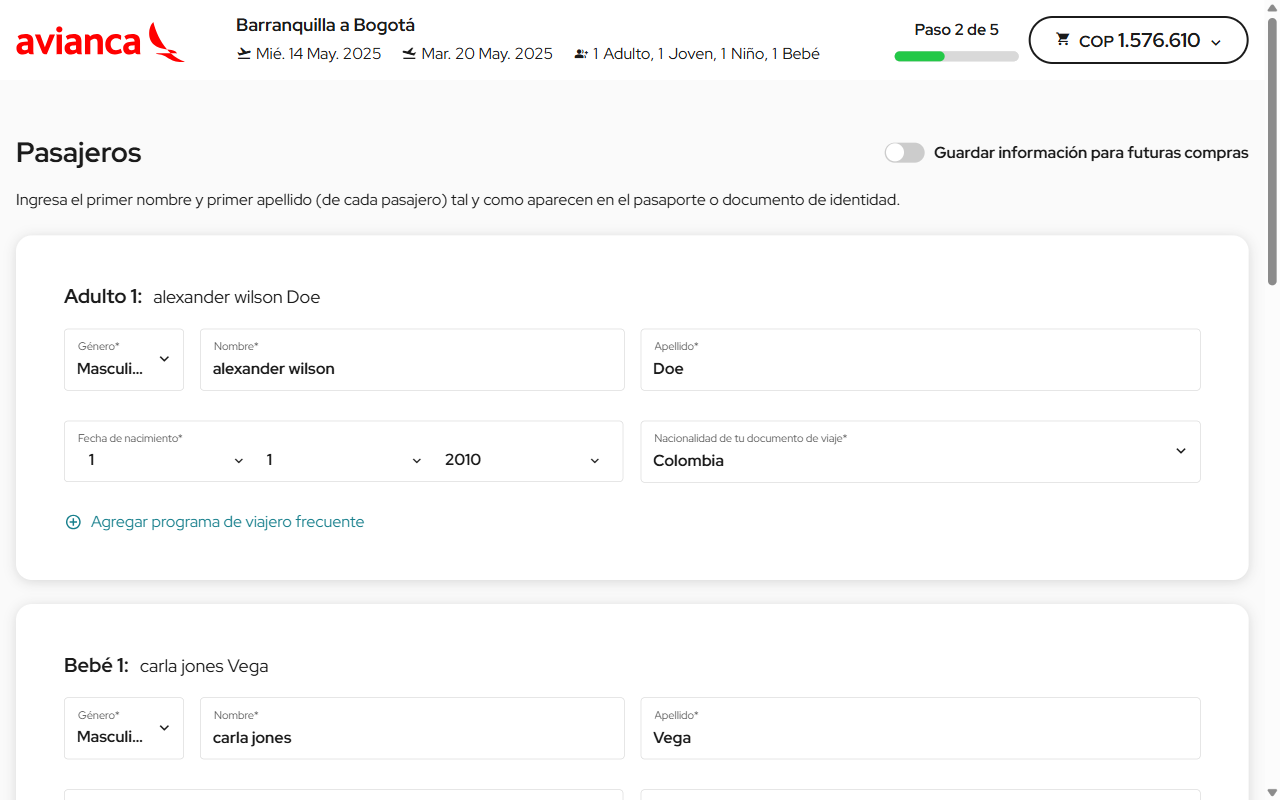 avianca
Barranquilla a Bogotá
Mié. 14 May. 2025 Mar. 20 May. 2025 1 Adulto, 1 Joven, 1 Niño, 1 Bebé
Paso 2 de 5
COP 1.576.610
Pasajeros
Guardar información para futuras compras
Ingresa el primer nombre y primer apellido (de cada pasajero) tal y como aparecen en el pasaporte o documento de identidad.
Adulto 1: alexander wilson Doe
Género* Nombre* Apellido*
Masculi... alexander wilson Doe
Fecha de nacimiento* Nacionalidad de tu documento de viaje*
1 1 2010 Colombia
Agregar programa de viajero frecuente
Bebé 1: carla jones Vega
Género* Nombre* Apellido*
Masculi... carla jones Vega